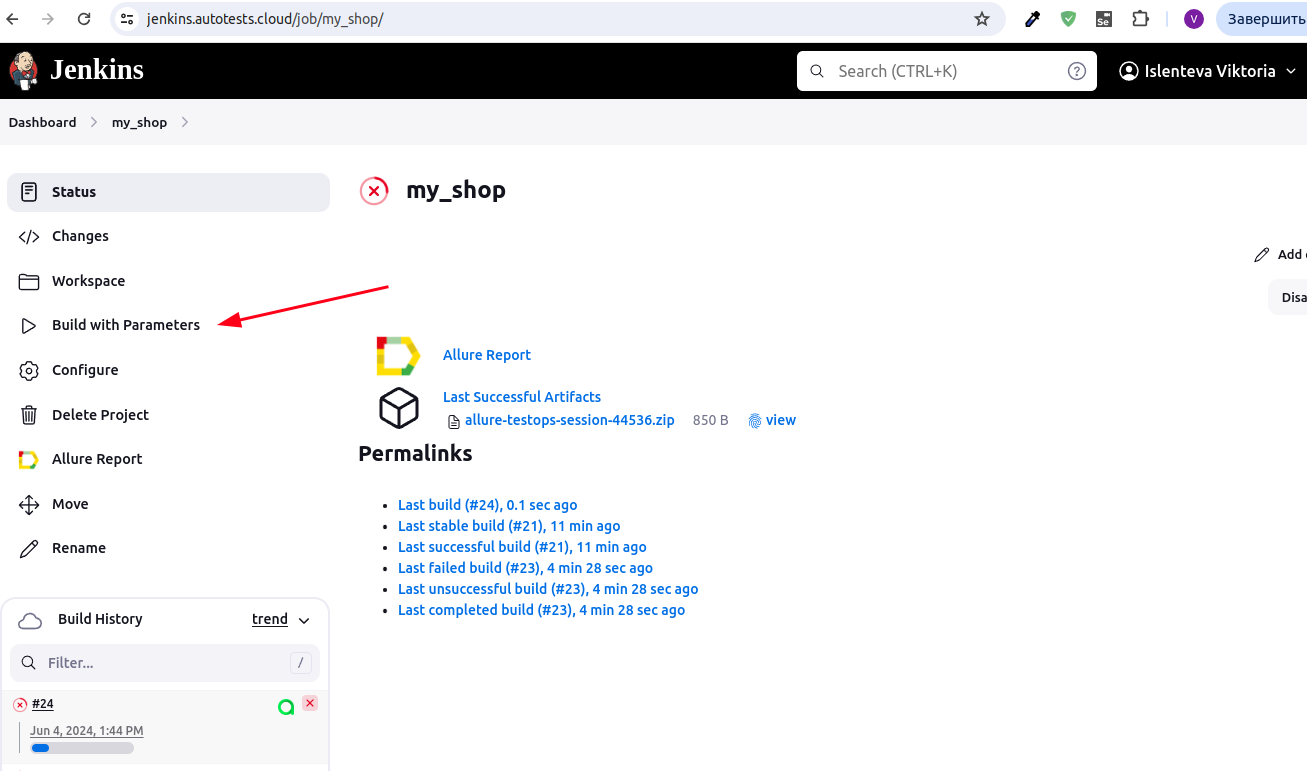 jenkins.autotests.cloud/job/my_shop/
Se
V
Завершить
Jenkins
Search (CTRL+K)
?
Islenteva Viktoria
Dashboard
my_shop
Status
my_shop
Changes
Add
Workspace
Disa
Build with Parameters
Allure Report
Configure
Last Successful Artifacts
Delete Project
allure-testops-session-44536.zip 850 B view
Permalinks
Allure Report
Move
Last build (#24), 0.1 sec ago
Last stable build (#21), 11 min ago
Rename
Last successful build (#21), 11 min ago
Last failed build (#23), 4 min 28 sec ago
Last unsuccessful build (#23), 4 min 28 sec ago
Last completed build (#23), 4 min 28 sec ago
Build History
trend
Filter...
/
#24
Jun 4, 2024, 1:44 PM